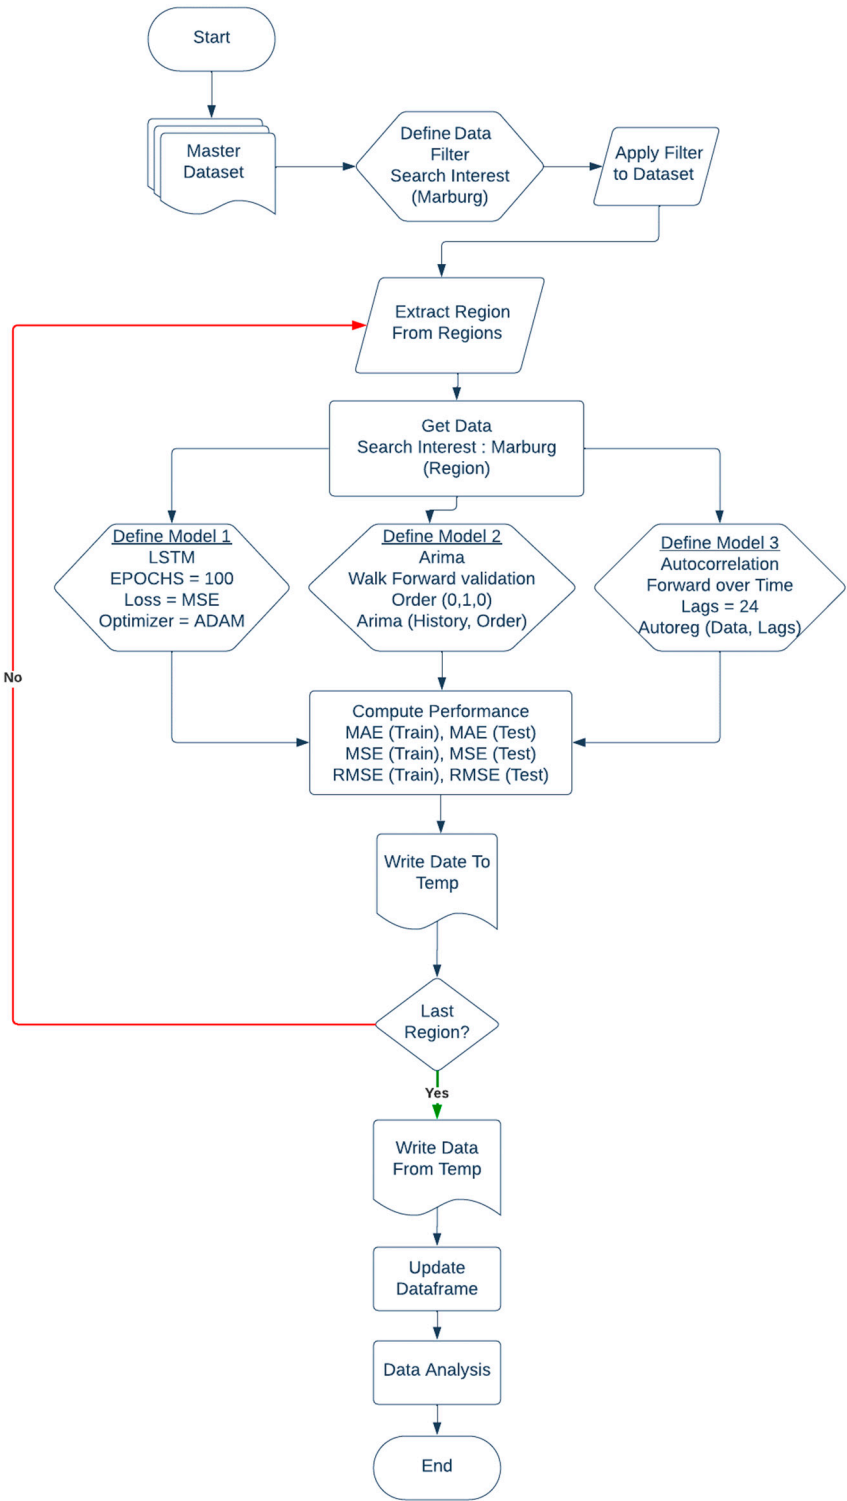 Start
Master
Dataset
Define Data
Filter
Search Interest
(Marburg)
Apply Filter
to Dataset
Extract Region
From Regions
Get Data
Search Interest : Marburg
(Region)
Define Model 1
LSTM
EPOCHS = 100
Loss = MSE
Optimizer = ADAM
Define Model 2
Arima
Walk Forward validation
Order (0,1,0)
Arima (History, Order)
Define Model 3
Autocorrelation
Forward over Time
Lags = 24
Autoreg (Data, Lags)
No
Compute Performance
MAE (Train), MAE (Test)
MSE (Train), MSE (Test)
RMSE (Train), RMSE (Test)
Write Date To
Temp
Last
Region?
Yes
Write Data
From Temp
Update
Dataframe
Data Analysis
End